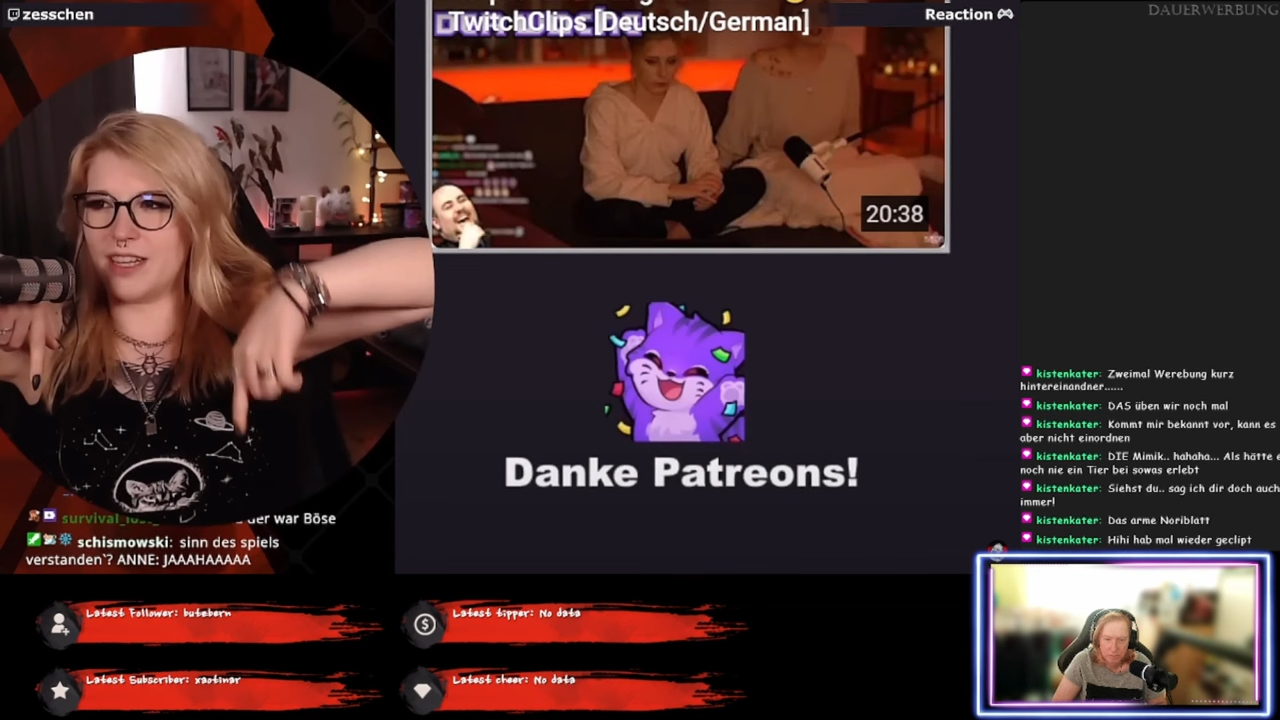 zesschen
TwitchClips [Deutsch/German]
Reaction
DAUERWERBUNG
20:38
Danke Patreons!
der war Böse
schismowski: sinn des spiels
verstanden`? ANNE: JAAAHAAAAA
kistenkater: Zweimal Werebung kurz
hintereinandner......
kistenkater: DAS üben wir noch mal
kistenkater: Kommt mir bekannt vor, kann es
aber nicht einordnen
kistenkater: DIE Mimik.. hahaha... Als hätte e
noch nie ein Tier bei sowas erlebt
kistenkater: Siehst du.. sag ich dir doch auch
immer!
kistenkater: Das arme Noriblatt
kistenkater: Hihi hab mal wieder geclipt
Latest Follower: butebern
Latest tipper: No data
Latest Subscriber: xaotinar
Latest cheer: No data